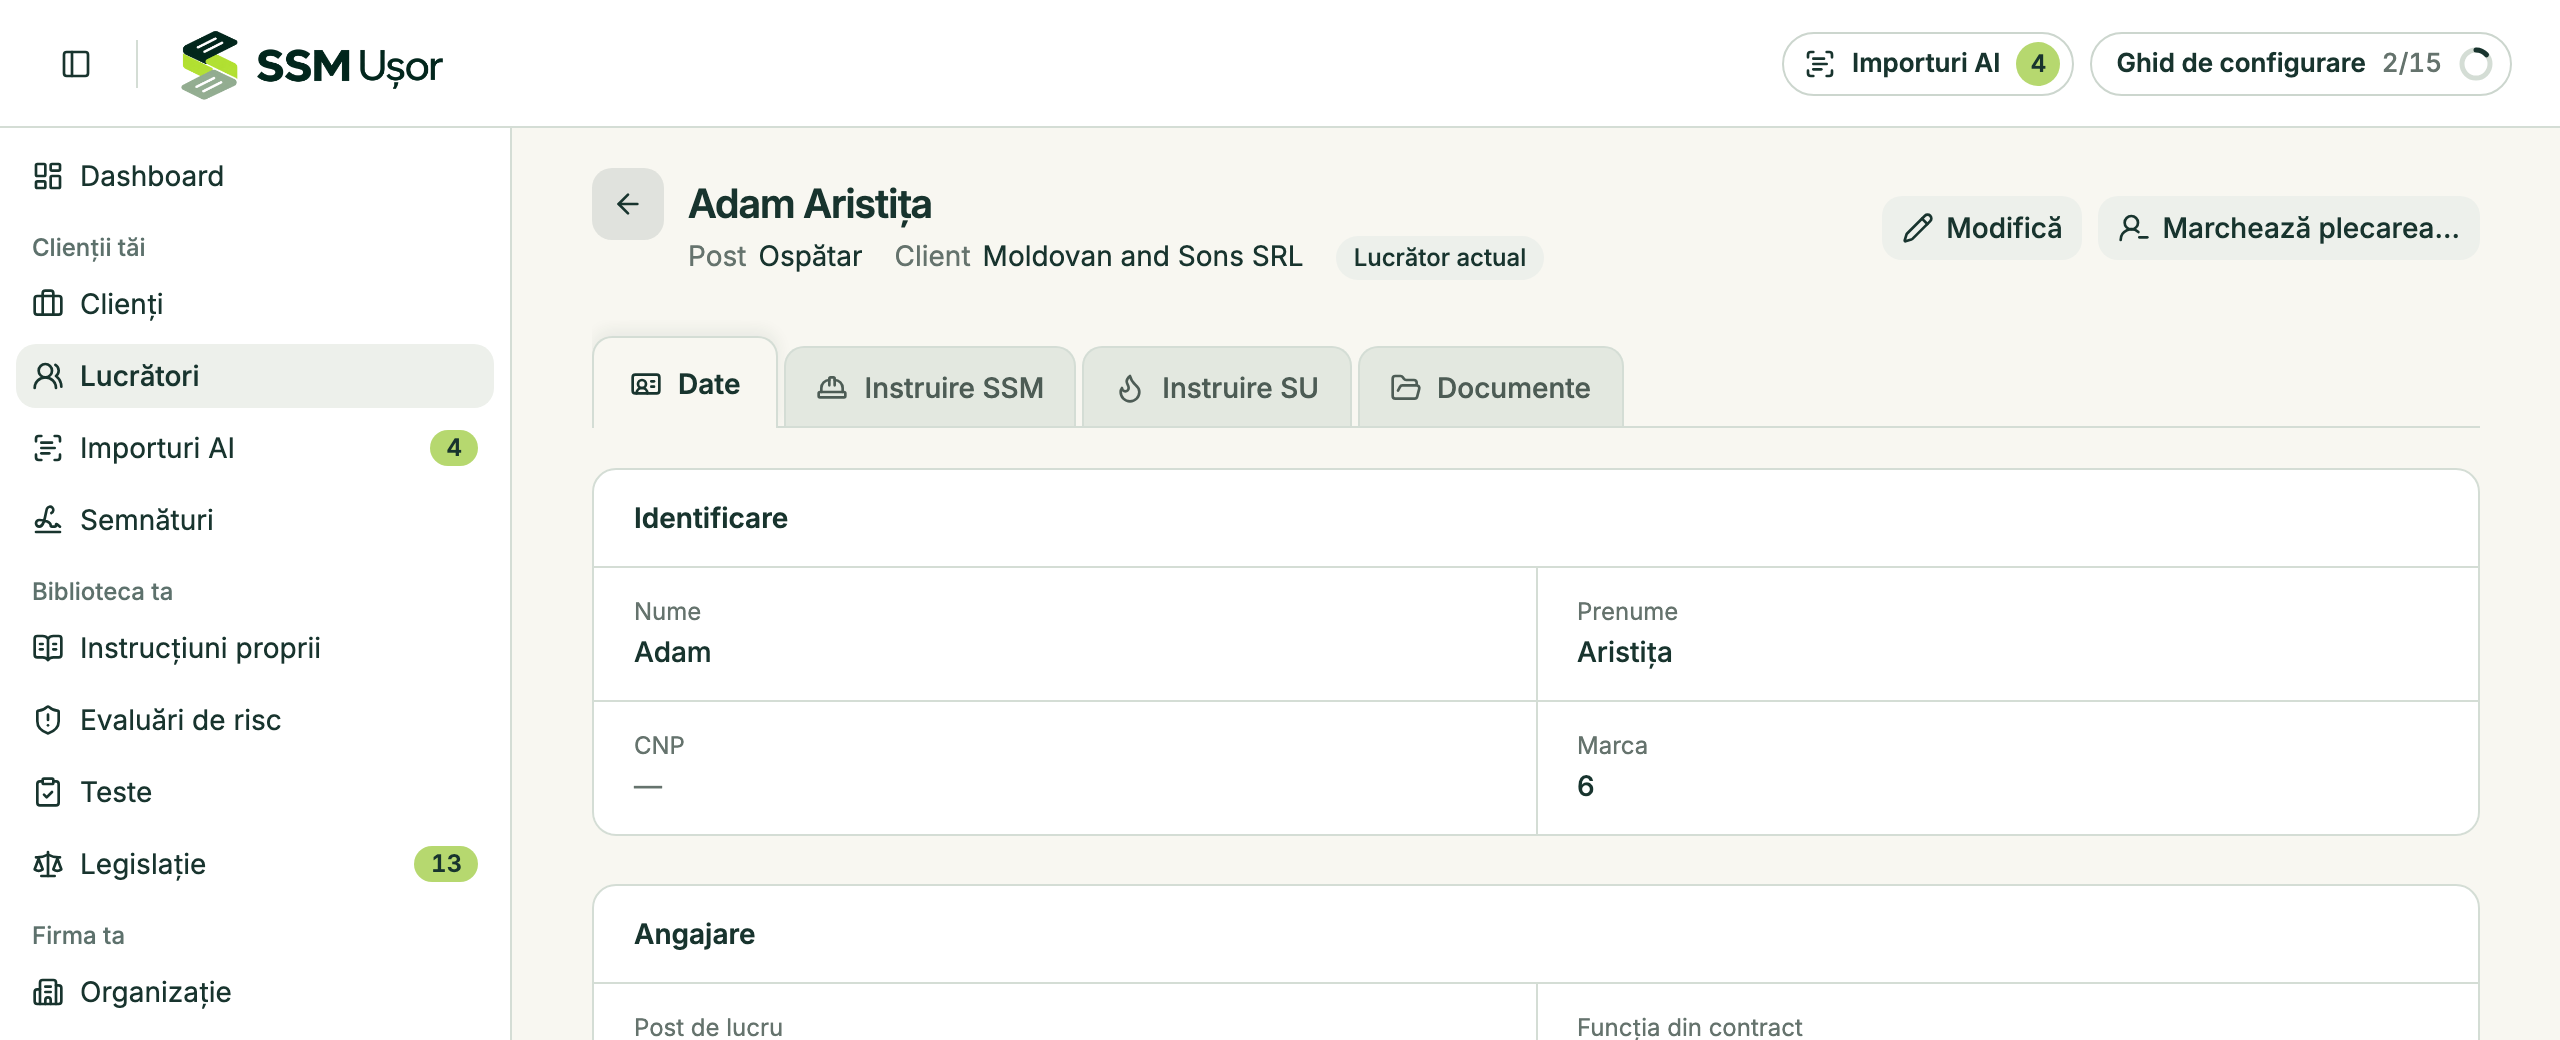 SSM Ușor
Importuri AI 4
Ghid de configurare 2/15
Dashboard
Clienții tăi
Clienți
Lucrători
Importuri AI 4
Semnături
Biblioteca ta
Instrucțiuni proprii
Evaluări de risc
Teste
Legislație 13
Firma ta
Organizație
Adam Aristița
Post Ospătar Client Moldovan and Sons SRL Lucrător actual
Modifică
Marchează plecarea...
Date
Instruire SSM
Instruire SU
Documente
Identificare
Nume
Adam
Prenume
Aristița
CNP
—
Marca
6
Angajare
Post de lucru
Funcția din contract